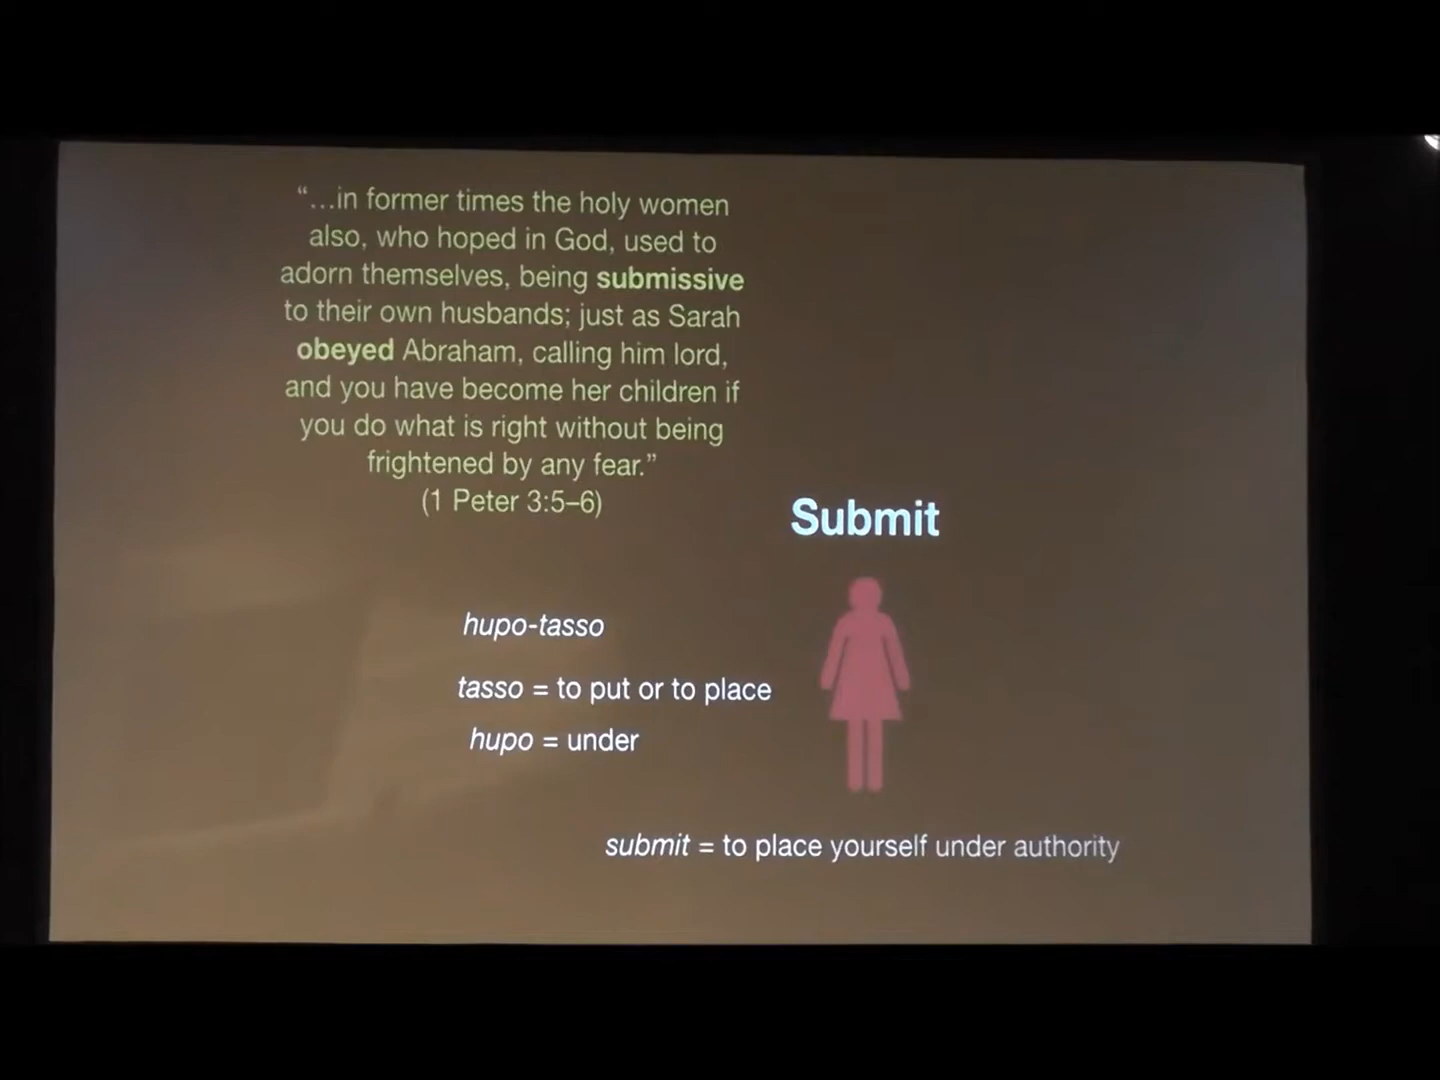 “…in former times the holy women
also, who hoped in God, used to
adorn themselves, being submissive
to their own husbands; just as Sarah
obeyed Abraham, calling him lord,
and you have become her children if
you do what is right without being
frightened by any fear.”
(1 Peter 3:5–6)
Submit
hupo-tasso
tasso = to put or to place
hupo = under
submit = to place yourself under authority